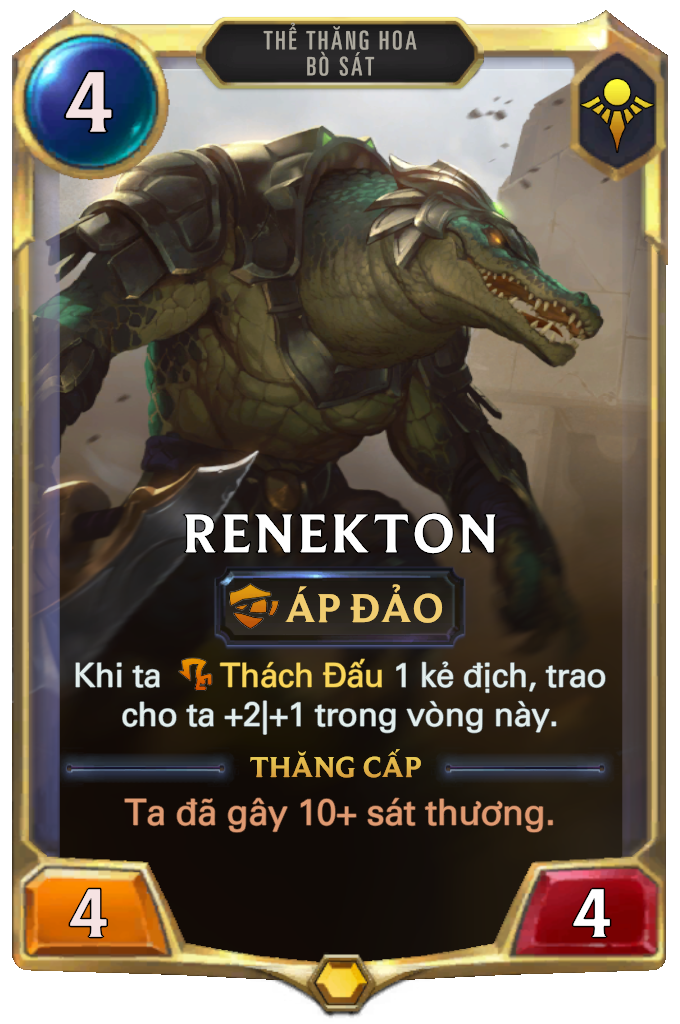 4
THỂ THĂNG HOA
BÒ SÁT
RENEKTON
ÁP ĐẢO
Khi ta Thách Đấu 1 kẻ địch, trao
cho ta +2|+1 trong vòng này.
THĂNG CẤP
Ta đã gây 10+ sát thương.
4
4